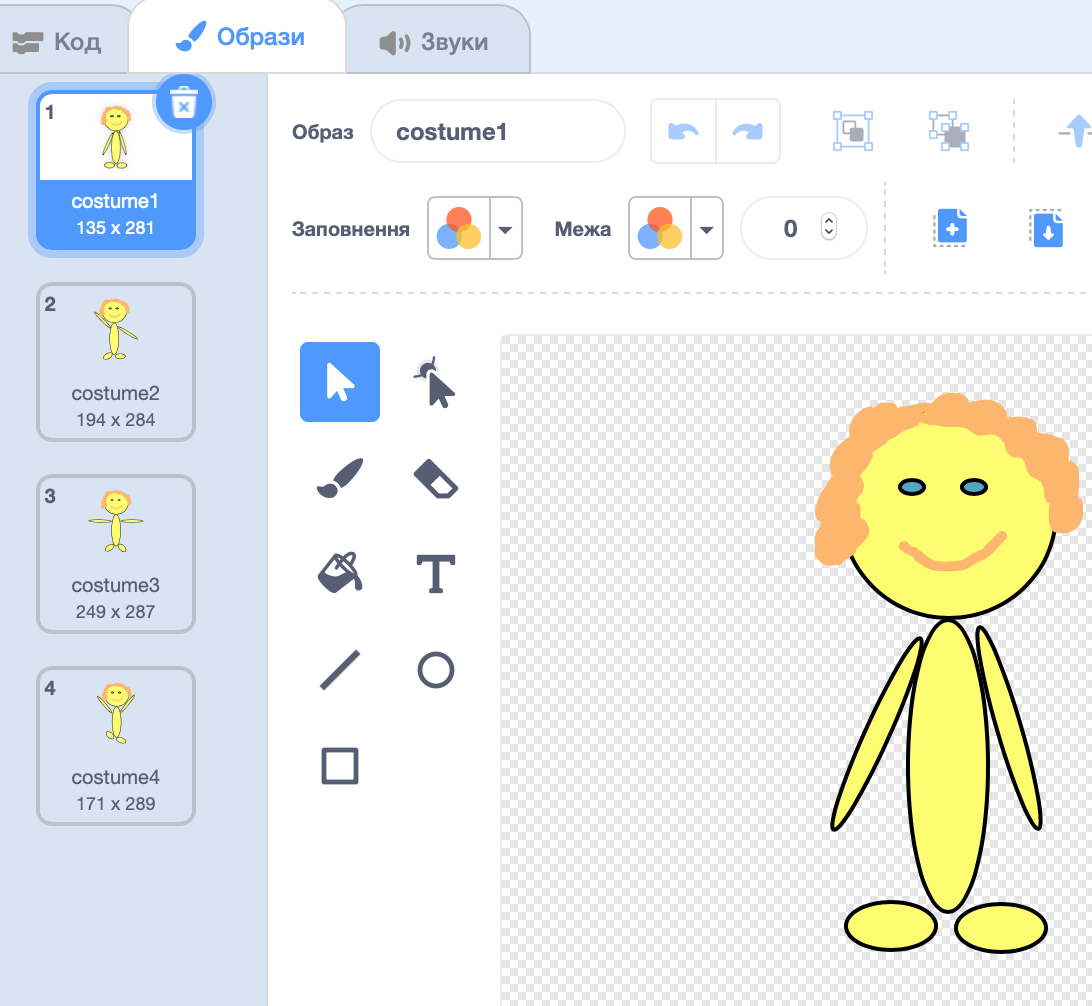 Код
Образи
Звуки
1
costume1
135 x 281
2
costume2
194 x 284
3
costume3
249 x 287
4
costume4
171 x 289
Образ
costume1
Заповнення
Межа
0
T